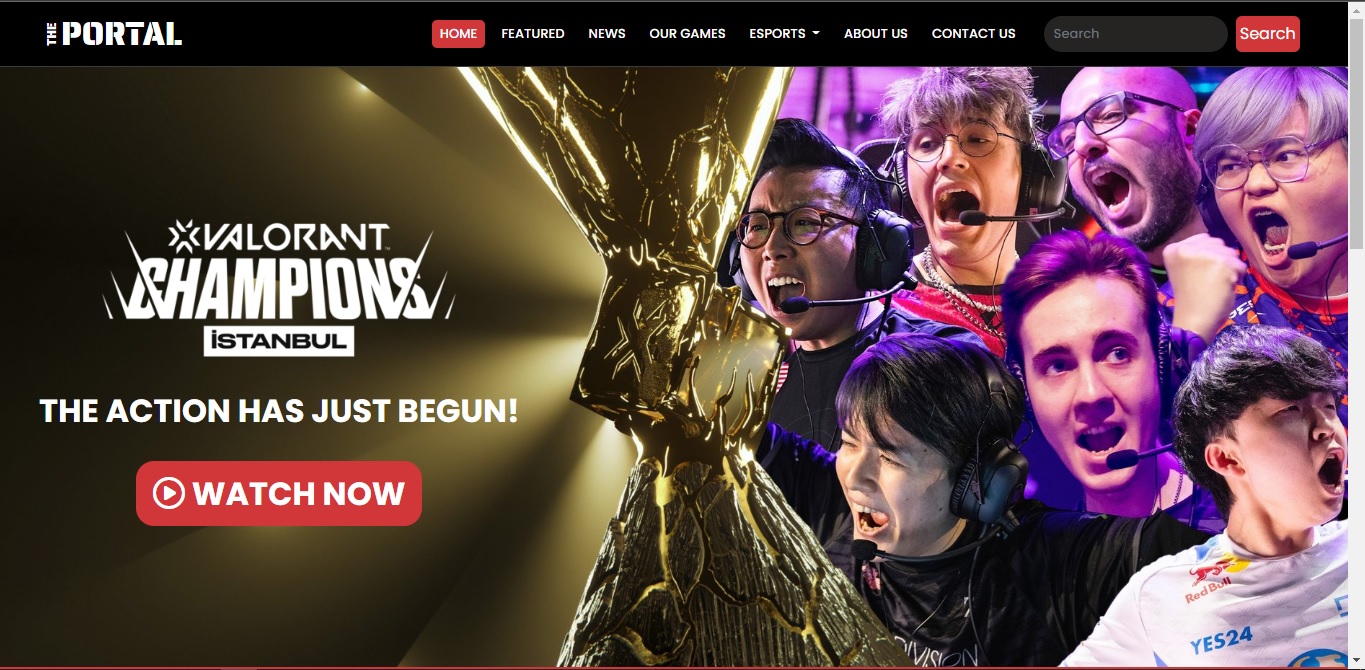 THE PORTAL
HOME FEATURED NEWS OUR GAMES ESPORTS ABOUT US CONTACT US Search Search
VALORANT
CHAMPIONS
İSTANBUL
THE ACTION HAS JUST BEGUN!
WATCH NOW
Red Bull
YES24
DIVISION